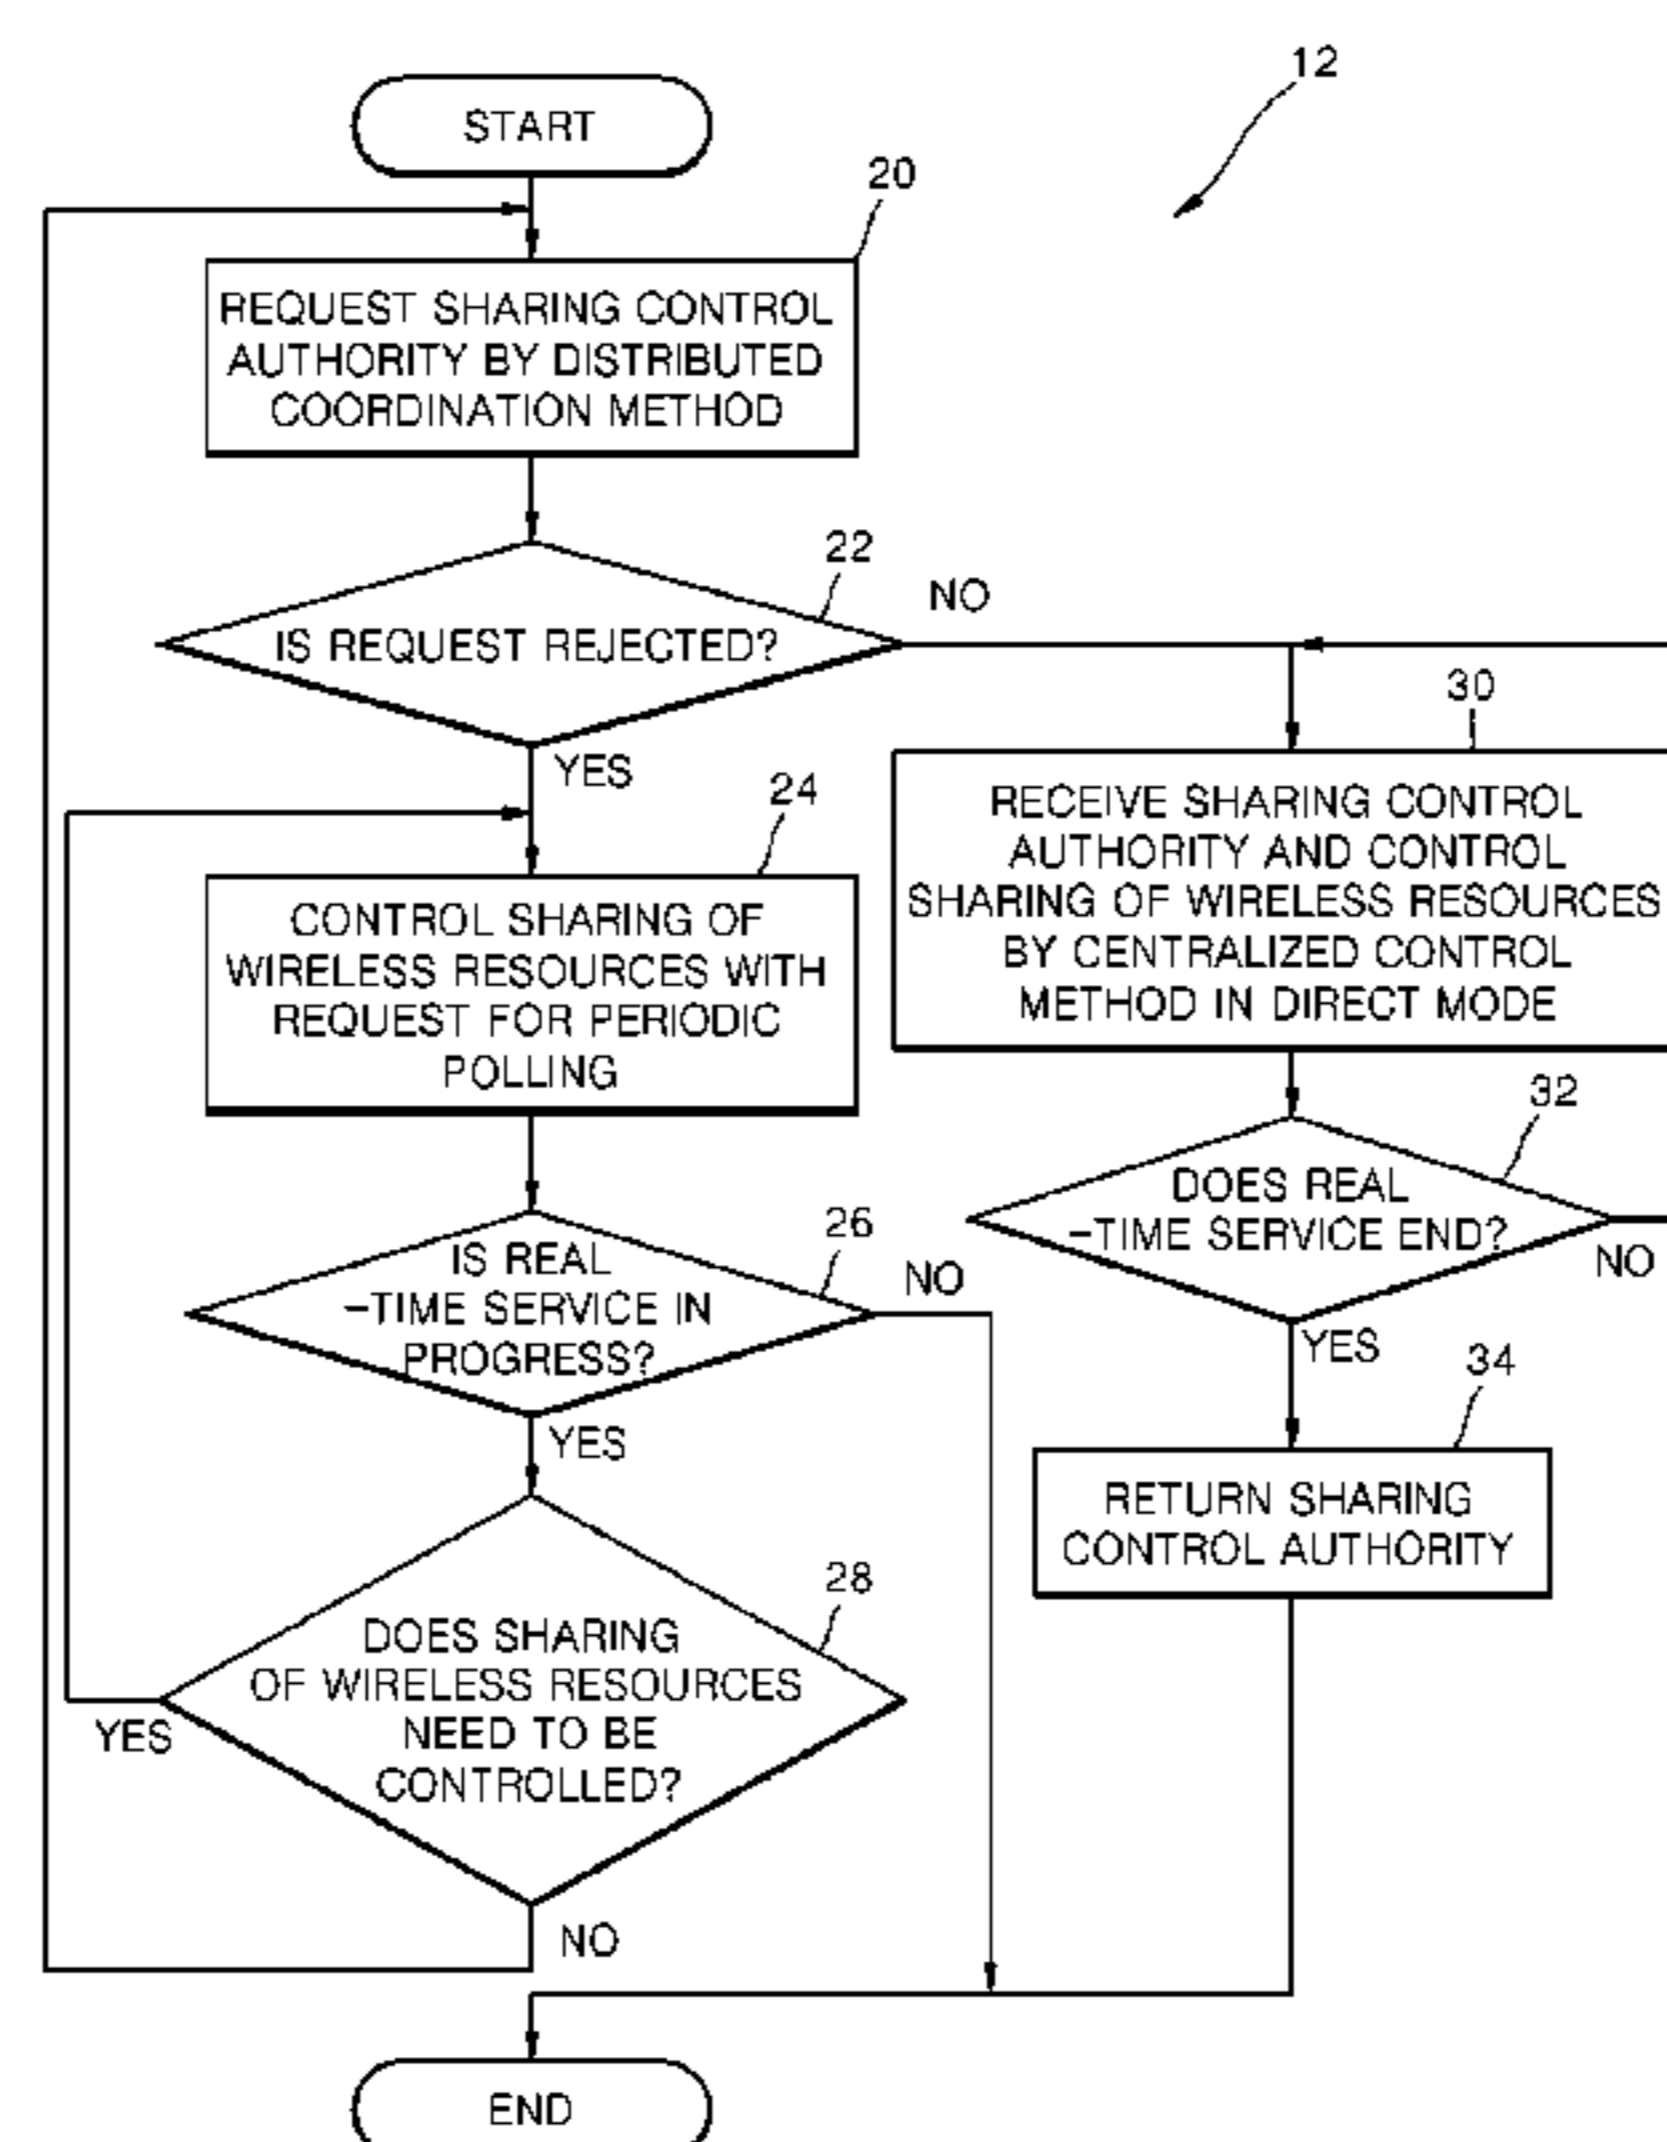 12
START
20
REQUEST SHARING CONTROL
AUTHORITY BY DISTRIBUTED
COORDINATION METHOD
22
IS REQUEST REJECTED?
NO
YES
24
CONTROL SHARING OF
WIRELESS RESOURCES WITH
REQUEST FOR PERIODIC
POLLING
26
IS REAL
-TIME SERVICE IN
PROGRESS?
NO
YES
28
DOES SHARING
OF WIRELESS RESOURCES
NEED TO BE
CONTROLLED?
YES
NO
30
RECEIVE SHARING CONTROL
AUTHORITY AND CONTROL
SHARING OF WIRELESS RESOURCES
BY CENTRALIZED CONTROL
METHOD IN DIRECT MODE
32
DOES REAL
-TIME SERVICE END?
NO
YES
34
RETURN SHARING
CONTROL AUTHORITY
END